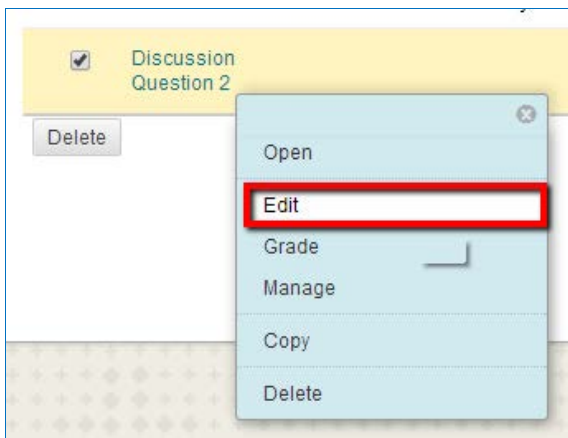 Discussion
Question 2
Delete
Open
Edit
Grade
Manage
Copy
Delete